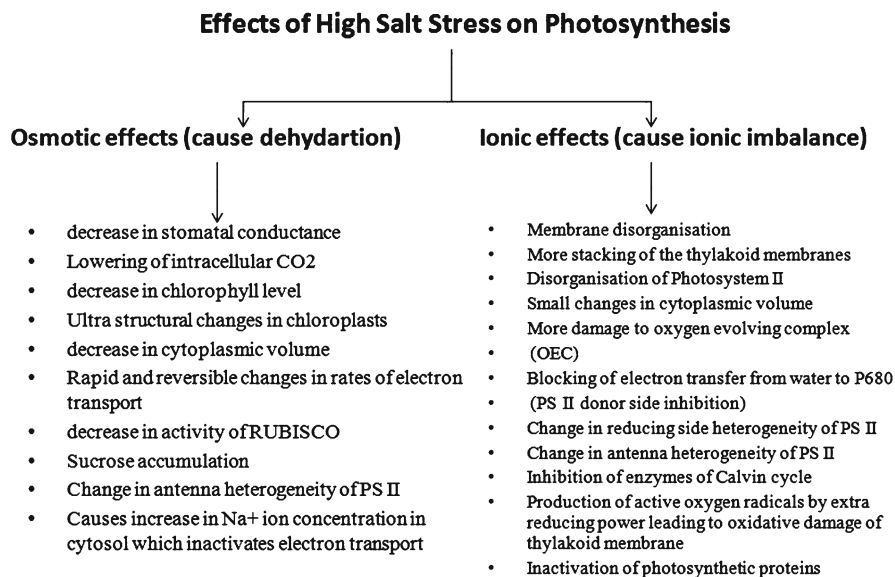 Effects of High Salt Stress on Photosynthesis
Osmotic effects (cause dehydartion)
• decrease in stomatal conductance
• Lowering of intracellular CO2
• decrease in chlorophyll level
• Ultra structural changes in chloroplasts
• decrease in cytoplasmic volume
• Rapid and reversible changes in rates of electron
transport
• decrease in activity of RUBISCO
• Sucrose accumulation
• Change in antenna heterogeneity of PS II
• Causes increase in Na+ ion concentration in
cytosol which inactivates electron transport
Ionic effects (cause ionic imbalance)
• Membrane disorganisation
• More stacking of the thylakoid membranes
• Disorganisation of Photosystem II
• Small changes in cytoplasmic volume
• More damage to oxygen evolving complex
• (OEC)
• Blocking of electron transfer from water to P680
• (PS II donor side inhibition)
• Change in reducing side heterogeneity of PS II
• Change in antenna heterogeneity of PS II
• Inhibition of enzymes of Calvin cycle
• Production of active oxygen radicals by extra
reducing power leading to oxidative damage of
thylakoid membrane
• Inactivation of photosynthetic proteins